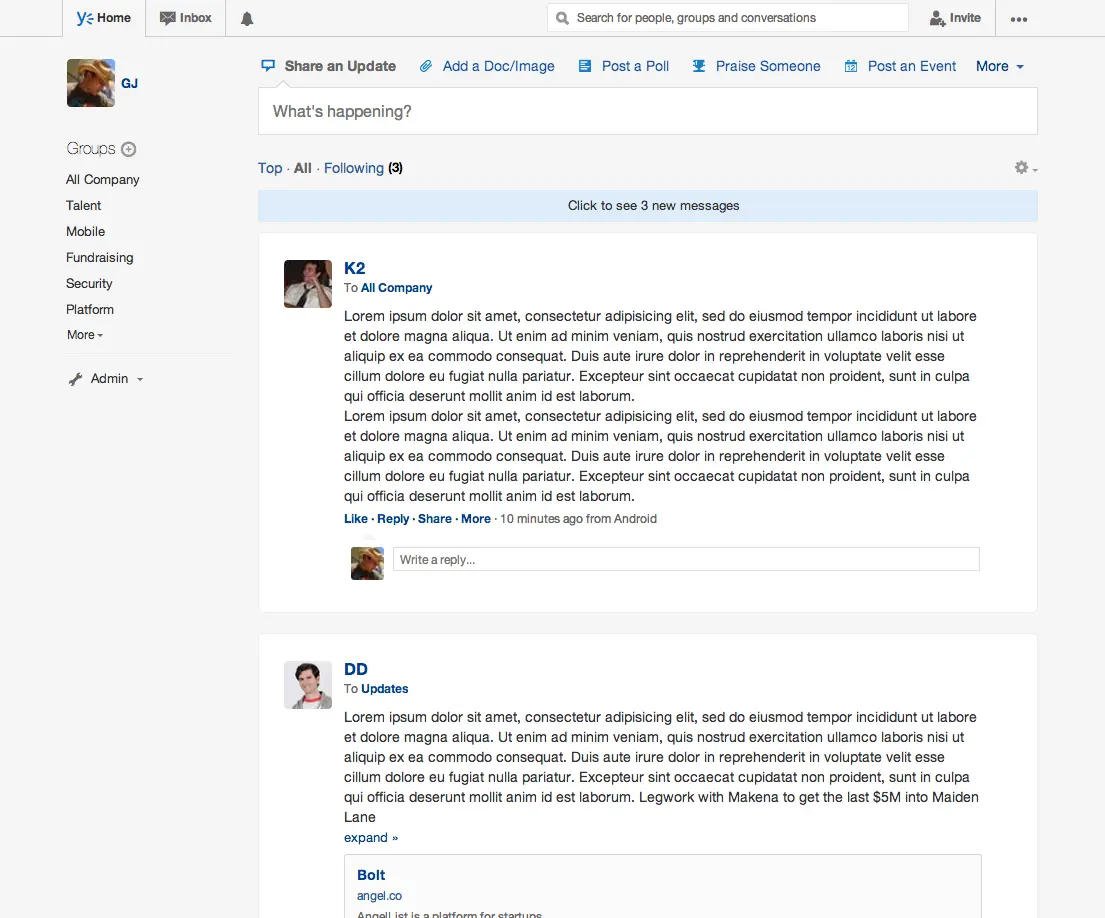 Home Inbox Search for people, groups and conversations Invite
GJ
Groups
All Company
Talent
Mobile
Fundraising
Security
Platform
More
Admin
Share an Update Add a Doc/Image Post a Poll Praise Someone Post an Event More
What's happening?
Top · All · Following (3)
Click to see 3 new messages
K2
To All Company
Lorem ipsum dolor sit amet, consectetur adipisicing elit, sed do eiusmod tempor incididunt ut labore
et dolore magna aliqua. Ut enim ad minim veniam, quis nostrud exercitation ullamco laboris nisi ut
aliquip ex ea commodo consequat. Duis aute irure dolor in reprehenderit in voluptate velit esse
cillum dolore eu fugiat nulla pariatur. Excepteur sint occaecat cupidatat non proident, sunt in culpa
qui officia deserunt mollit anim id est laborum.
Lorem ipsum dolor sit amet, consectetur adipisicing elit, sed do eiusmod tempor incididunt ut labore
et dolore magna aliqua. Ut enim ad minim veniam, quis nostrud exercitation ullamco laboris nisi ut
aliquip ex ea commodo consequat. Duis aute irure dolor in reprehenderit in voluptate velit esse
cillum dolore eu fugiat nulla pariatur. Excepteur sint occaecat cupidatat non proident, sunt in culpa
qui officia deserunt mollit anim id est laborum.
Like · Reply · Share · More · 10 minutes ago from Android
Write a reply...
DD
To Updates
Lorem ipsum dolor sit amet, consectetur adipisicing elit, sed do eiusmod tempor incididunt ut labore
et dolore magna aliqua. Ut enim ad minim veniam, quis nostrud exercitation ullamco laboris nisi ut
aliquip ex ea commodo consequat. Duis aute irure dolor in reprehenderit in voluptate velit esse
cillum dolore eu fugiat nulla pariatur. Excepteur sint occaecat cupidatat non proident, sunt in culpa
qui officia deserunt mollit anim id est laborum. Legwork with Makena to get the last $5M into Maiden
Lane
expand »
Bolt
angel.co
AngelList is a platform for startups